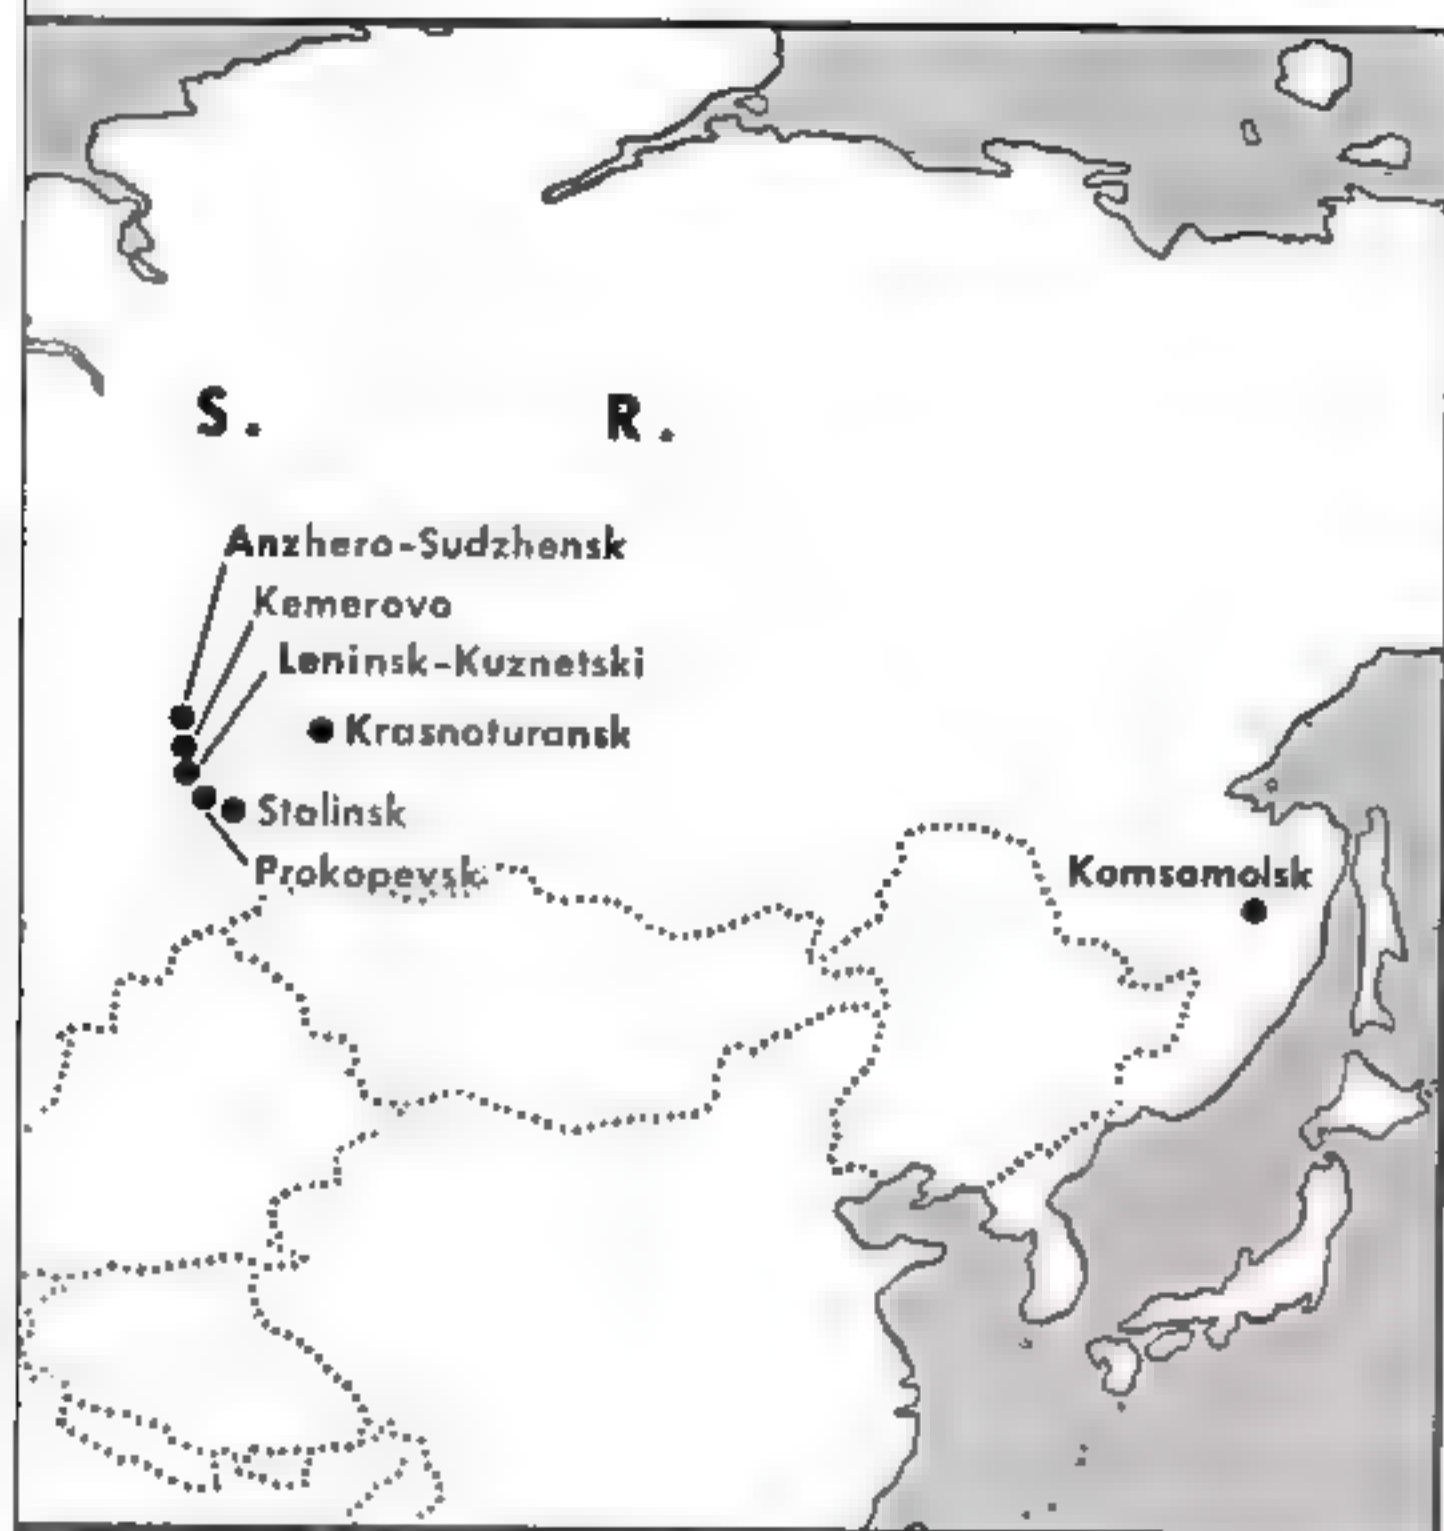 S. R.
Anzhero-Sudzhensk
Kemerovo
Leninsk-Kuznetski
Krasnoturansk
Stalinsk
Prokopevsk
Komsomolsk